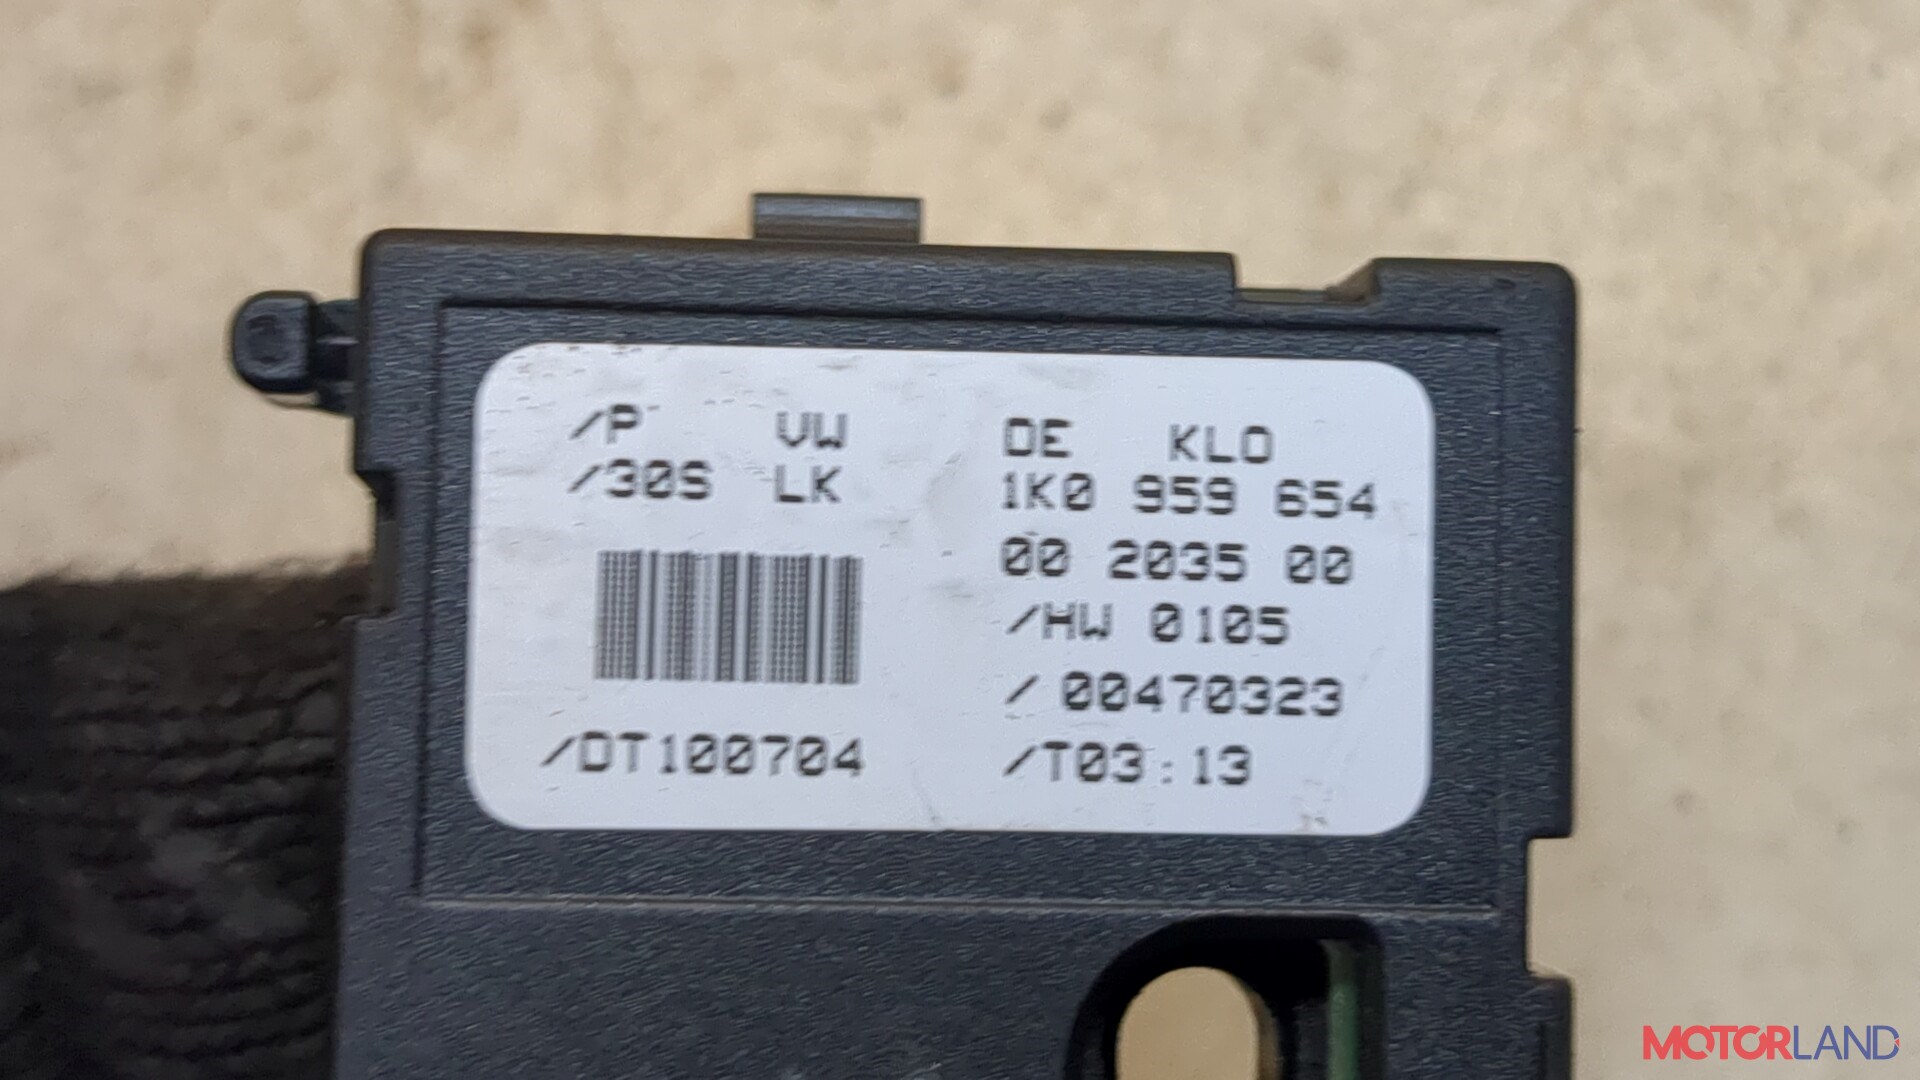 /P VW DE KLO
/30S LK 1K0 959 654
00 2035 00
/HW 0105
/ 00470323
/DT100704 /T03:13
MOTORLAND